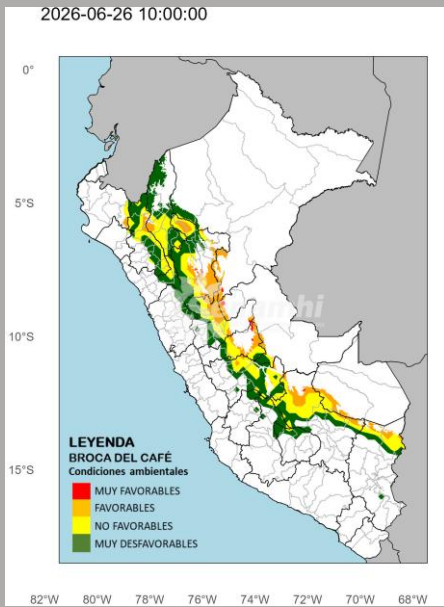 2026-06-26 10:00:00
0°
5°S
10°S
15°S
senamhi
LEYENDA
BROCA DEL CAFÉ
Condiciones ambientales
MUY FAVORABLES
FAVORABLES
NO FAVORABLES
MUY DESFAVORABLES
82°W 80°W 78°W 76°W 74°W 72°W 70°W 68°W